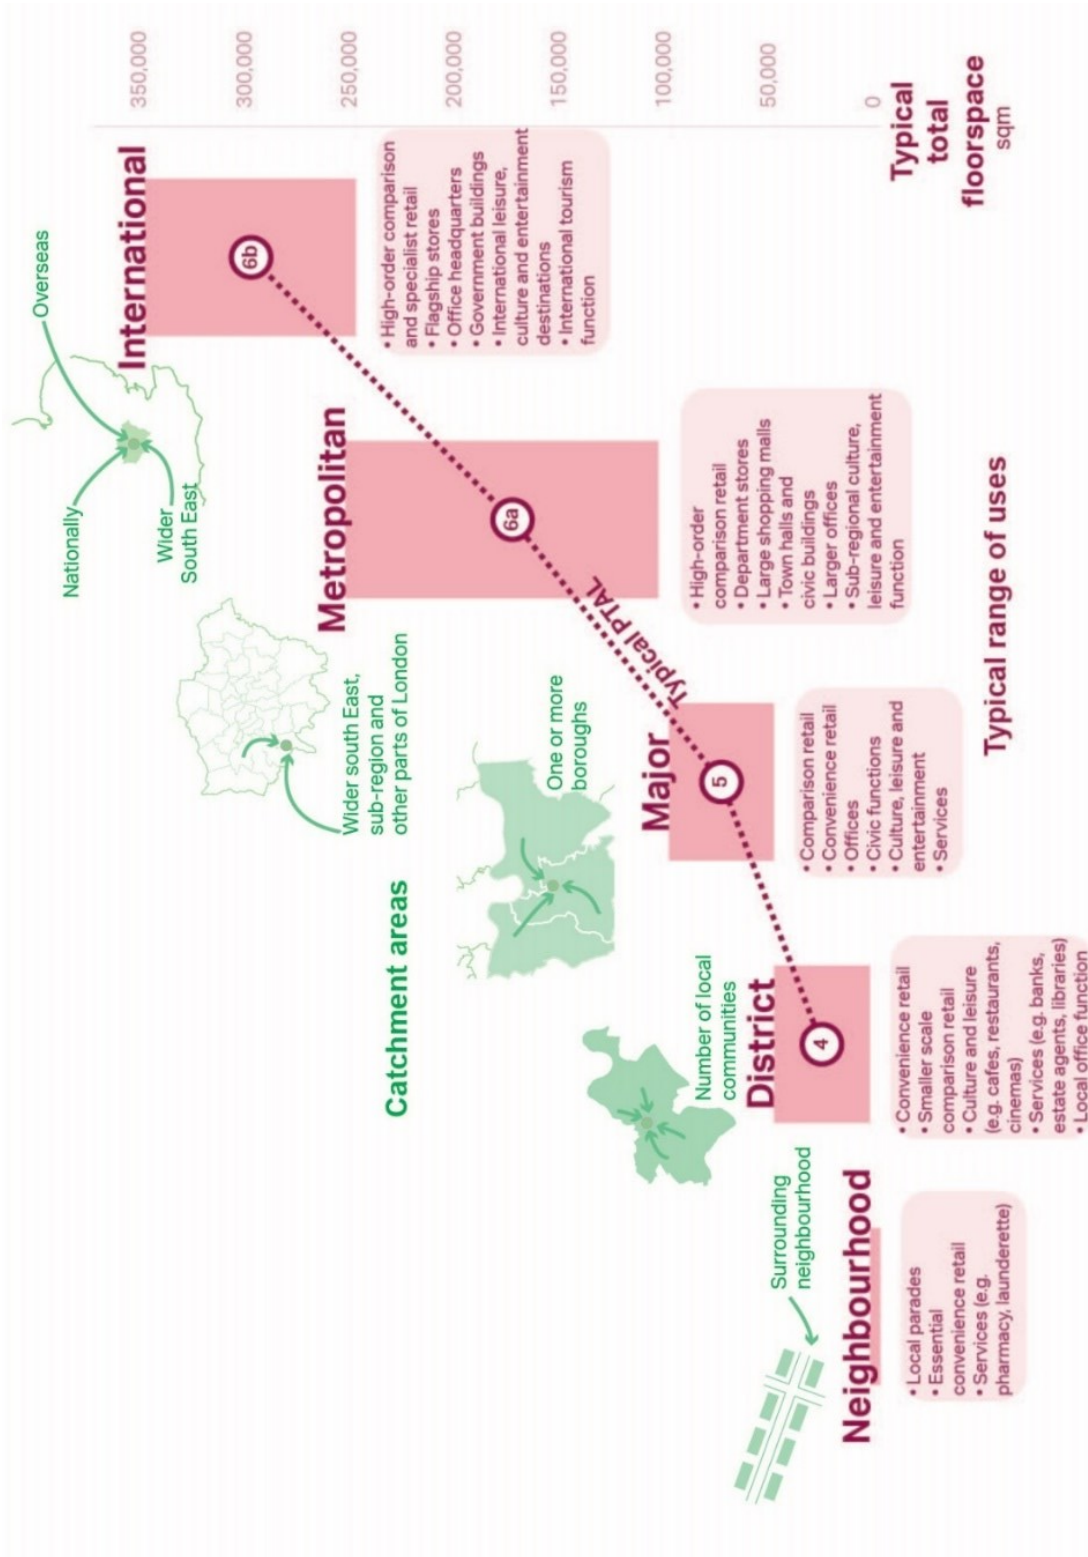 Overseas
Nationally
Wider
South East
International
350,000
300,000
250,000
200,000
150,000
100,000
50,000
0
Typical
total
floorspace
sqm
6b
• High-order comparison
and specialist retail
• Flagship stores
• Office headquarters
• Government buildings
• International leisure,
culture and entertainment
destinations
• International tourism
function
Wider south East,
sub-region and
other parts of London
Metropolitan
6a
Typical PTAL
• High-order
comparison retail
• Department stores
• Large shopping malls
• Town halls and
civic buildings
• Larger offices
• Sub-regional culture,
leisure and entertainment
function
Catchment areas
One or more
boroughs
Major
5
• Comparison retail
• Convenience retail
• Offices
• Civic functions
• Culture, leisure and
entertainment
• Services
Number of local
communities
District
4
• Convenience retail
• Smaller scale
comparison retail
• Culture and leisure
(e.g. cafes, restaurants,
cinemas)
• Services (e.g. banks,
estate agents, libraries)
• Local office function
Surrounding
neighbourhood
Neighbourhood
• Local parades
• Essential
convenience retail
• Services (e.g.
pharmacy, launderette)
Typical range of uses